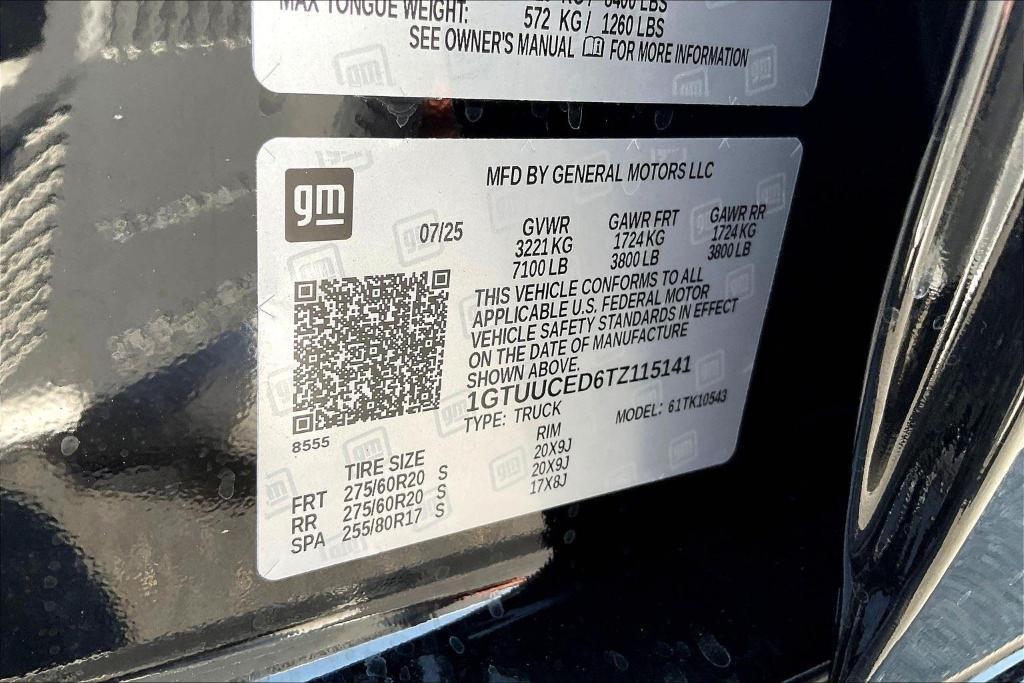 MAX TONGUE WEIGHT: 572 KG / 1260 LBS
SEE OWNER'S MANUAL FOR MORE INFORMATION
gm
MFD BY GENERAL MOTORS LLC
07/25
GVWR GAWR FRT GAWR RR
3221 KG 1724 KG 1724 KG
7100 LB 3800 LB 3800 LB
THIS VEHICLE CONFORMS TO ALL
APPLICABLE U.S. FEDERAL MOTOR
VEHICLE SAFETY STANDARDS IN EFFECT
ON THE DATE OF MANUFACTURE
SHOWN ABOVE.
1GTUUCED6TZ115141
TYPE: TRUCK MODEL: 61TK10543
8555
TIRE SIZE RIM
FRT 275/60R20 S 20X9J
RR 275/60R20 S 20X9J
SPA 255/80R17 S 17X8J